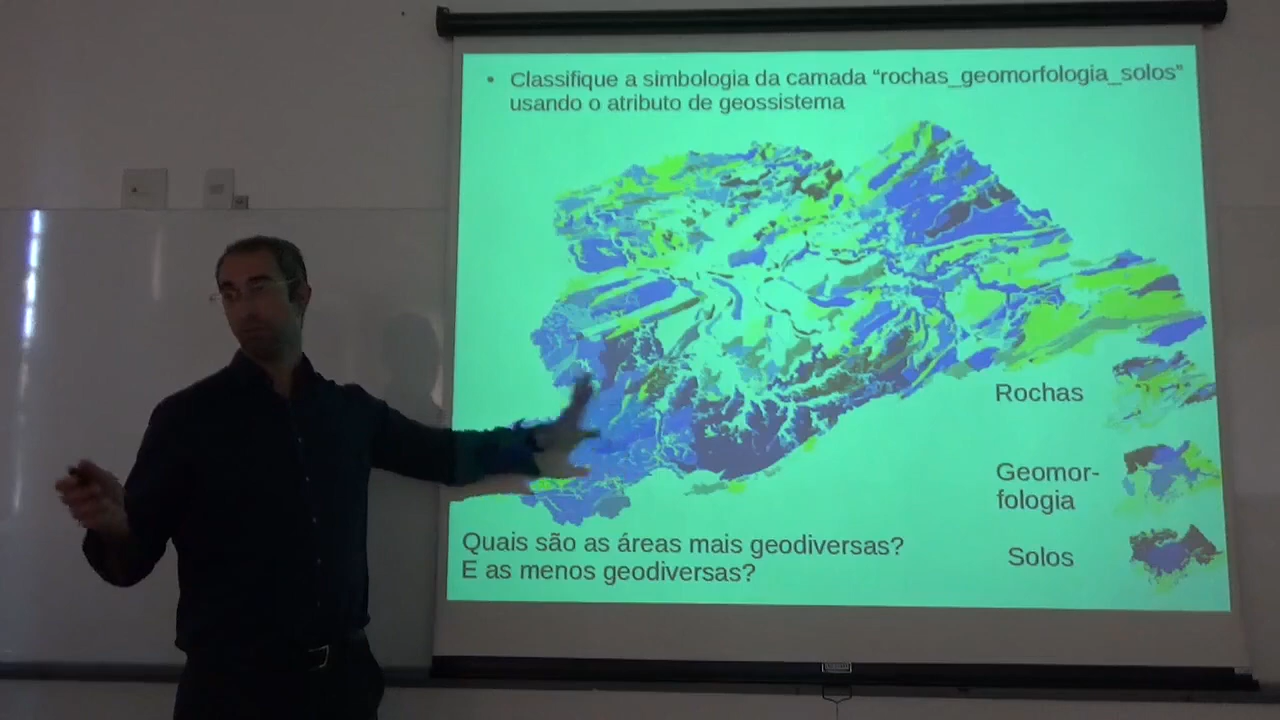 • Classifique a simbologia da camada “rochas_geomorfologia_solos”
usando o atributo de geossistema
Rochas
Geomor-
fologia
Solos
Quais são as áreas mais geodiversas?
E as menos geodiversas?